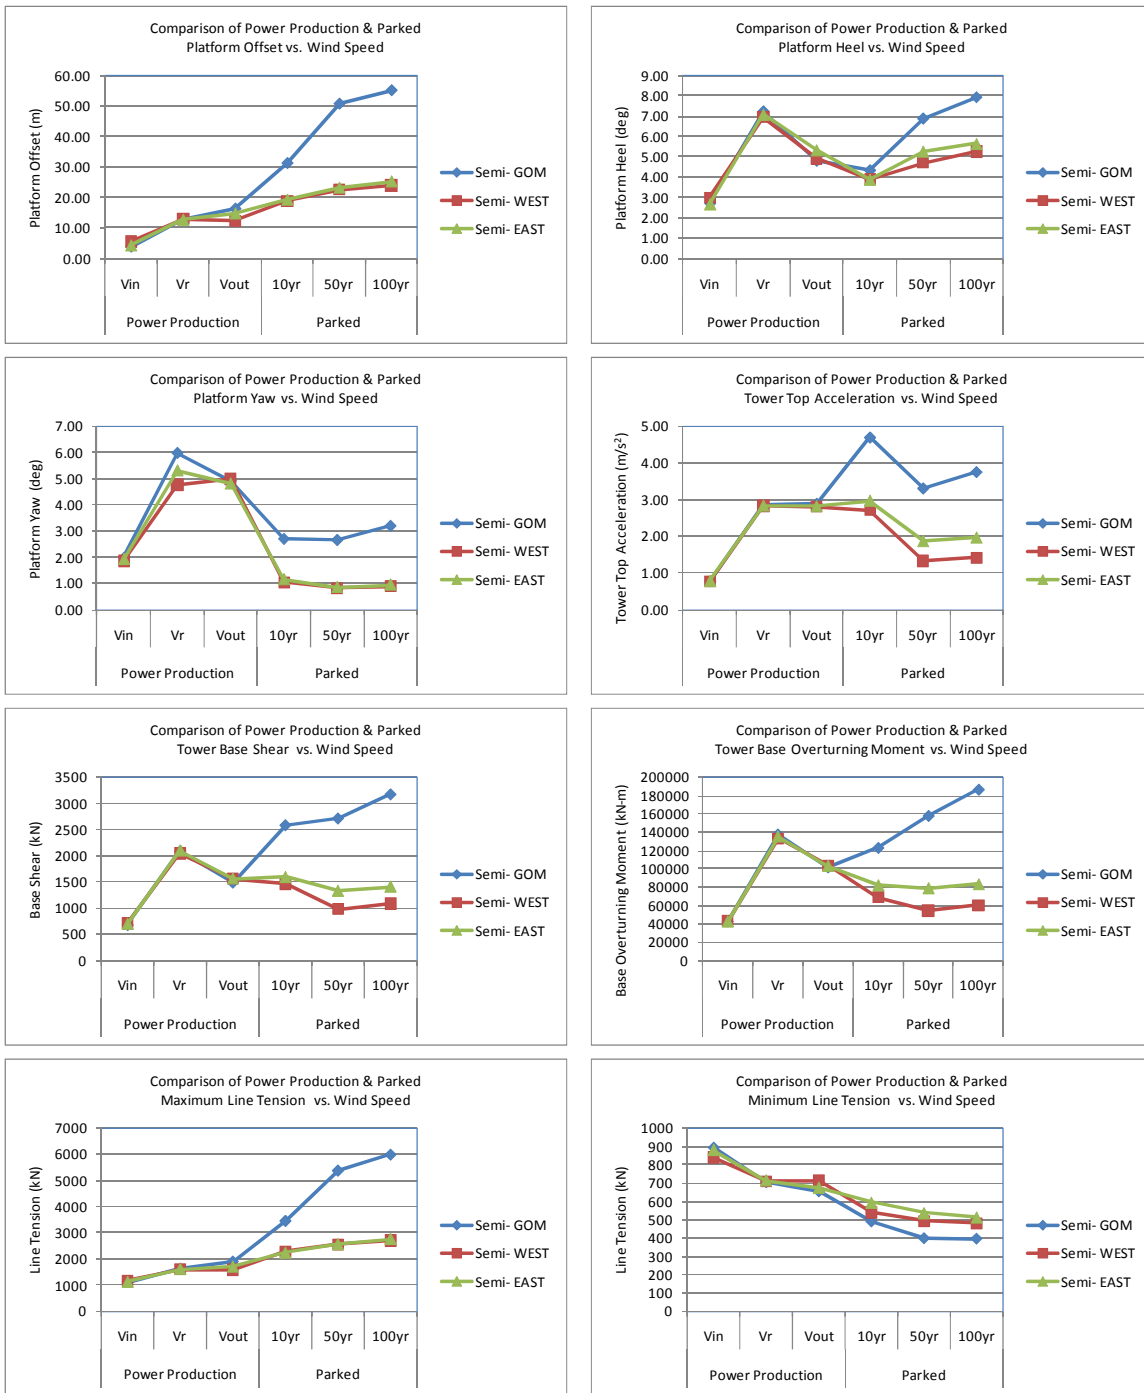 Comparison of Power Production & Parked
Platform Offset vs. Wind Speed
Platform Offset (m)
60.00
50.00
40.00
30.00
20.00
10.00
0.00
Vin Vr Vout 10yr 50yr 100yr
Power Production Parked
Semi- GOM
Semi- WEST
Semi- EAST
Comparison of Power Production & Parked
Platform Heel vs. Wind Speed
Platform Heel (deg)
9.00
8.00
7.00
6.00
5.00
4.00
3.00
2.00
1.00
0.00
Vin Vr Vout 10yr 50yr 100yr
Power Production Parked
Semi- GOM
Semi- WEST
Semi- EAST
Comparison of Power Production & Parked
Platform Yaw vs. Wind Speed
Platform Yaw (deg)
7.00
6.00
5.00
4.00
3.00
2.00
1.00
0.00
Vin Vr Vout 10yr 50yr 100yr
Power Production Parked
Semi- GOM
Semi- WEST
Semi- EAST
Comparison of Power Production & Parked
Tower Top Acceleration vs. Wind Speed
Tower Top Acceleration (m/s²)
5.00
4.00
3.00
2.00
1.00
0.00
Vin Vr Vout 10yr 50yr 100yr
Power Production Parked
Semi- GOM
Semi- WEST
Semi- EAST
Comparison of Power Production & Parked
Tower Base Shear vs. Wind Speed
Base Shear (kN)
3500
3000
2500
2000
1500
1000
500
0
Vin Vr Vout 10yr 50yr 100yr
Power Production Parked
Semi- GOM
Semi- WEST
Semi- EAST
Comparison of Power Production & Parked
Tower Base Overturning Moment vs. Wind Speed
Base Overturning Moment (kN-m)
200000
180000
160000
140000
120000
100000
80000
60000
40000
20000
0
Vin Vr Vout 10yr 50yr 100yr
Power Production Parked
Semi- GOM
Semi- WEST
Semi- EAST
Comparison of Power Production & Parked
Maximum Line Tension vs. Wind Speed
Line Tension (kN)
7000
6000
5000
4000
3000
2000
1000
0
Vin Vr Vout 10yr 50yr 100yr
Power Production Parked
Semi- GOM
Semi- WEST
Semi- EAST
Comparison of Power Production & Parked
Minimum Line Tension vs. Wind Speed
Line Tension (kN)
1000
900
800
700
600
500
400
300
200
100
0
Vin Vr Vout 10yr 50yr 100yr
Power Production Parked
Semi- GOM
Semi- WEST
Semi- EAST